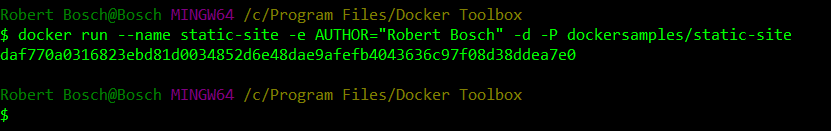 Robert Bosch@Bosch MINGW64 /c/Program Files/Docker Toolbox
$ docker run --name static-site -e AUTHOR="Robert Bosch" -d -P dockersamples/static-site
daf770a0316823ebd81d0034852d6e48dae9afefb4043636c97f08d38ddea7e0
Robert Bosch@Bosch MINGW64 /c/Program Files/Docker Toolbox
$